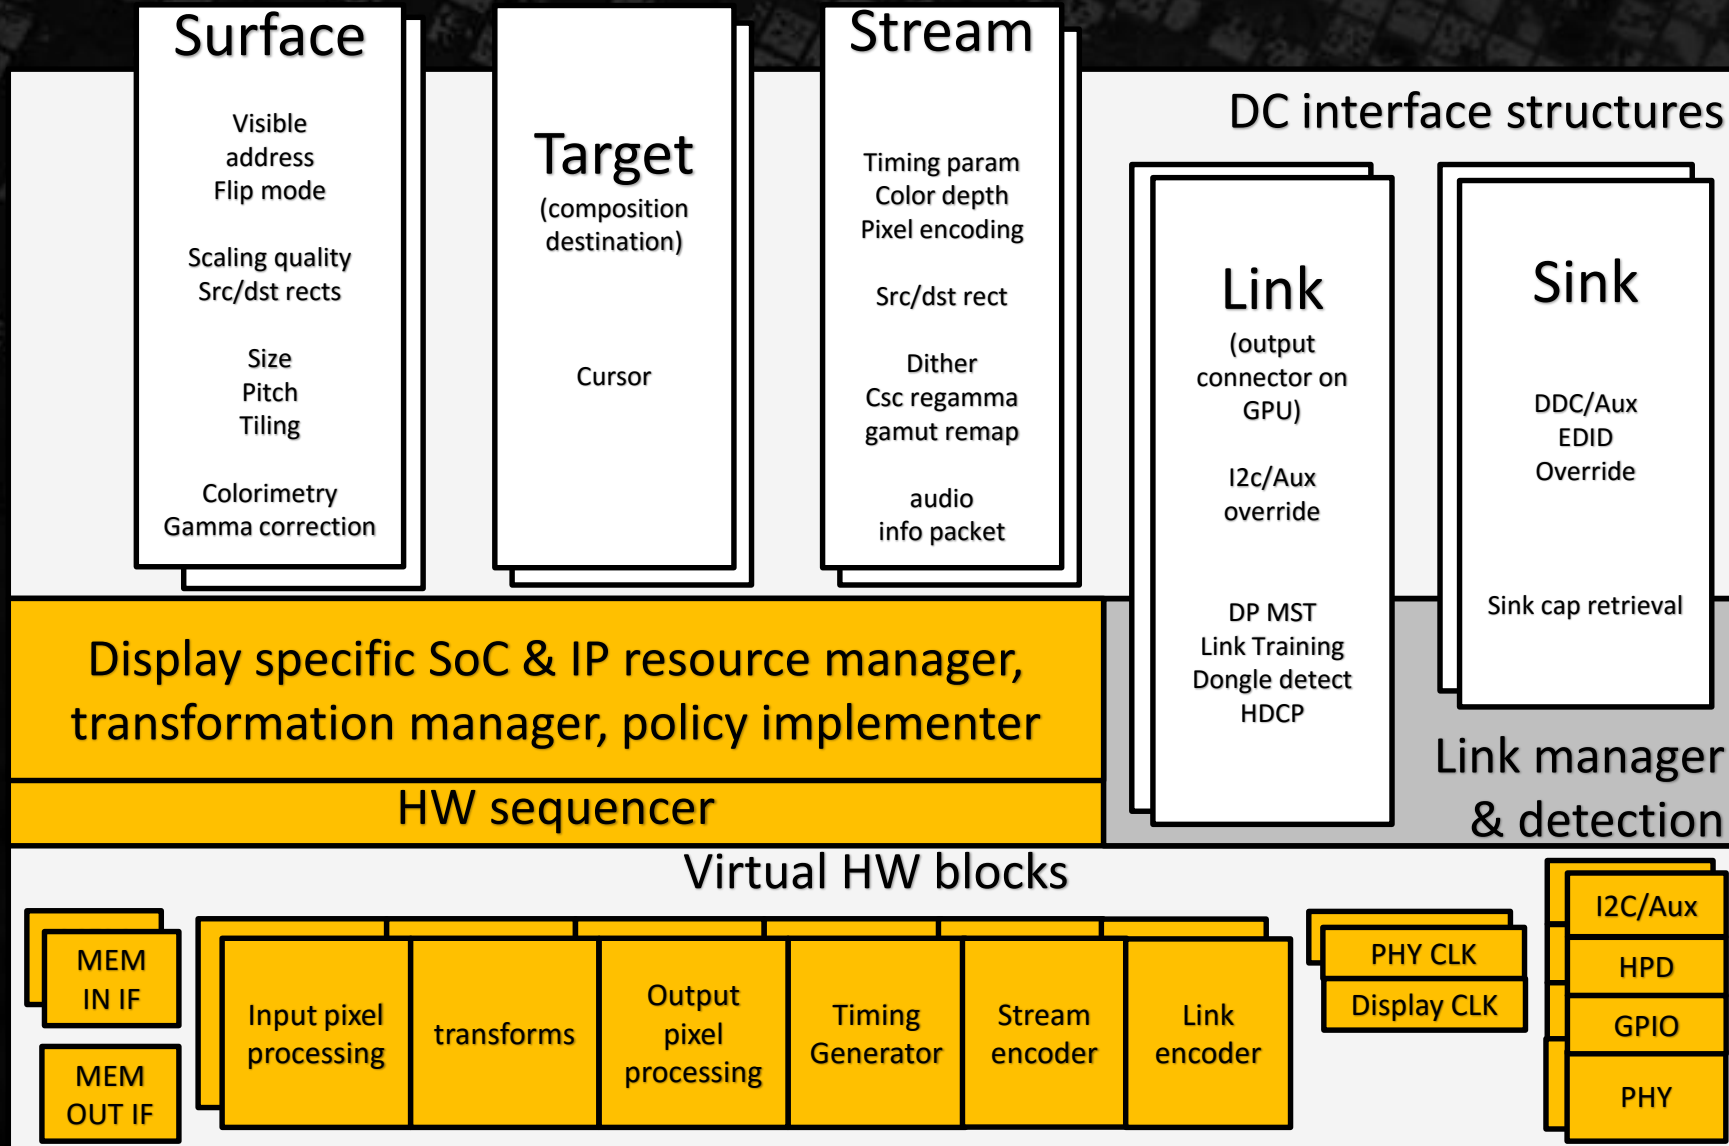 Surface
Visible
address
Flip mode
Scaling quality
Src/dst rects
Size
Pitch
Tiling
Colorimetry
Gamma correction
Target
(composition
destination)
Cursor
Stream
Timing param
Color depth
Pixel encoding
Src/dst rect
Dither
Csc regamma
gamut remap
audio
info packet
DC interface structures
Link
(output
connector on
GPU)
I2c/Aux
override
DP MST
Link Training
Dongle detect
HDCP
Sink
DDC/Aux
EDID
Override
Sink cap retrieval
Display specific SoC & IP resource manager,
transformation manager, policy implementer
HW sequencer
Link manager
& detection
Virtual HW blocks
MEM
IN IF
MEM
OUT IF
Input pixel
processing
transforms
Output
pixel
processing
Timing
Generator
Stream
encoder
Link
encoder
PHY CLK
Display CLK
I2C/Aux
HPD
GPIO
PHY